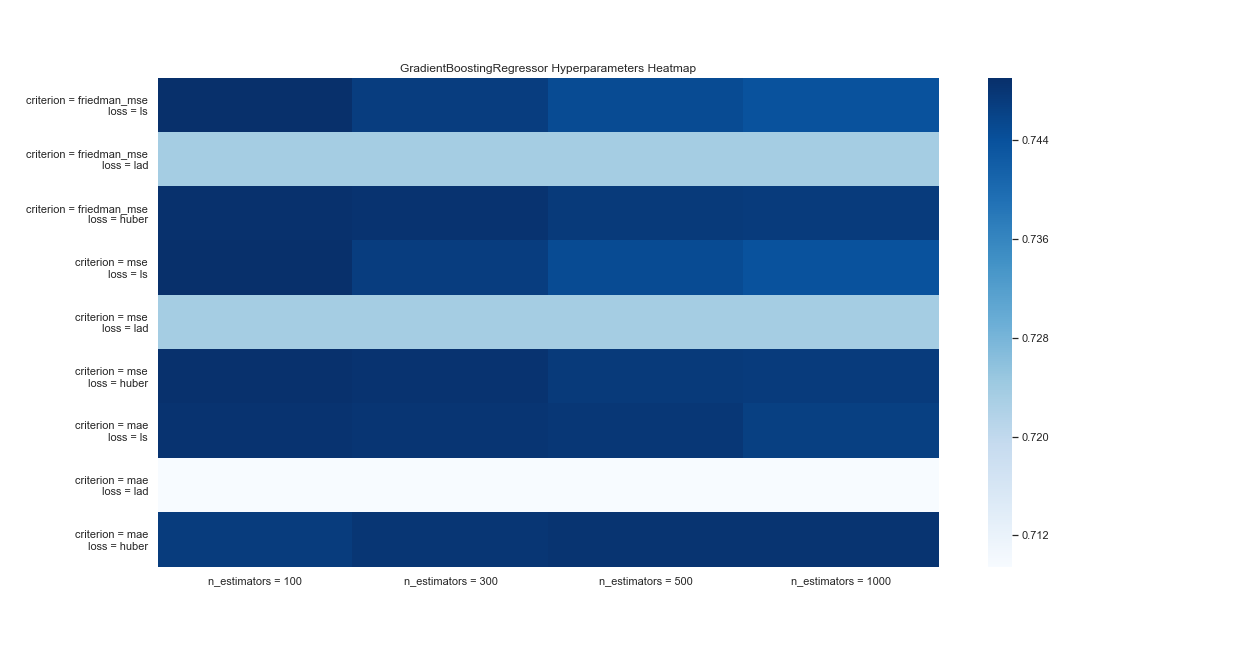 GradientBoostingRegressor Hyperparameters Heatmap
criterion = friedman_mse
loss = ls
criterion = friedman_mse
loss = lad
criterion = friedman_mse
loss = huber
criterion = mse
loss = ls
criterion = mse
loss = lad
criterion = mse
loss = huber
criterion = mae
loss = ls
criterion = mae
loss = lad
criterion = mae
loss = huber
n_estimators = 100
n_estimators = 300
n_estimators = 500
n_estimators = 1000
0.744
0.736
0.728
0.720
0.712